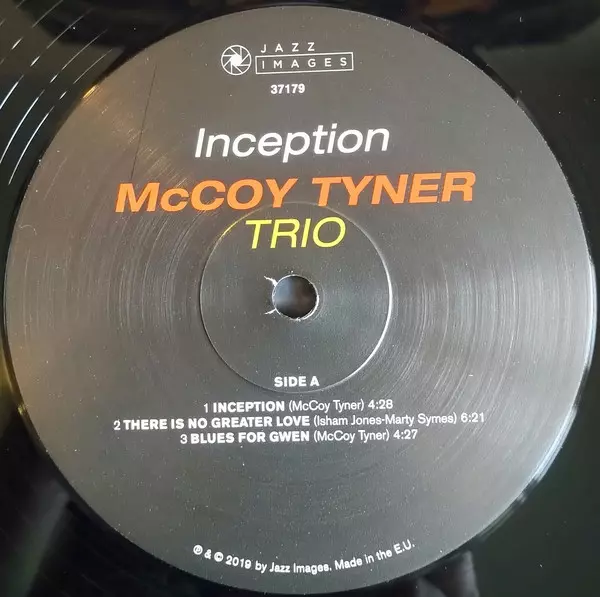 JAZZ
IMAGES
37179
Inception
McCOY TYNER
TRIO
SIDE A
1 INCEPTION (McCoy Tyner) 4:28
2 THERE IS NO GREATER LOVE (Isham Jones-Marty Symes) 6:21
3 BLUES FOR GWEN (McCoy Tyner) 4:27
℗ & © 2019 by Jazz Images. Made in the E.U.